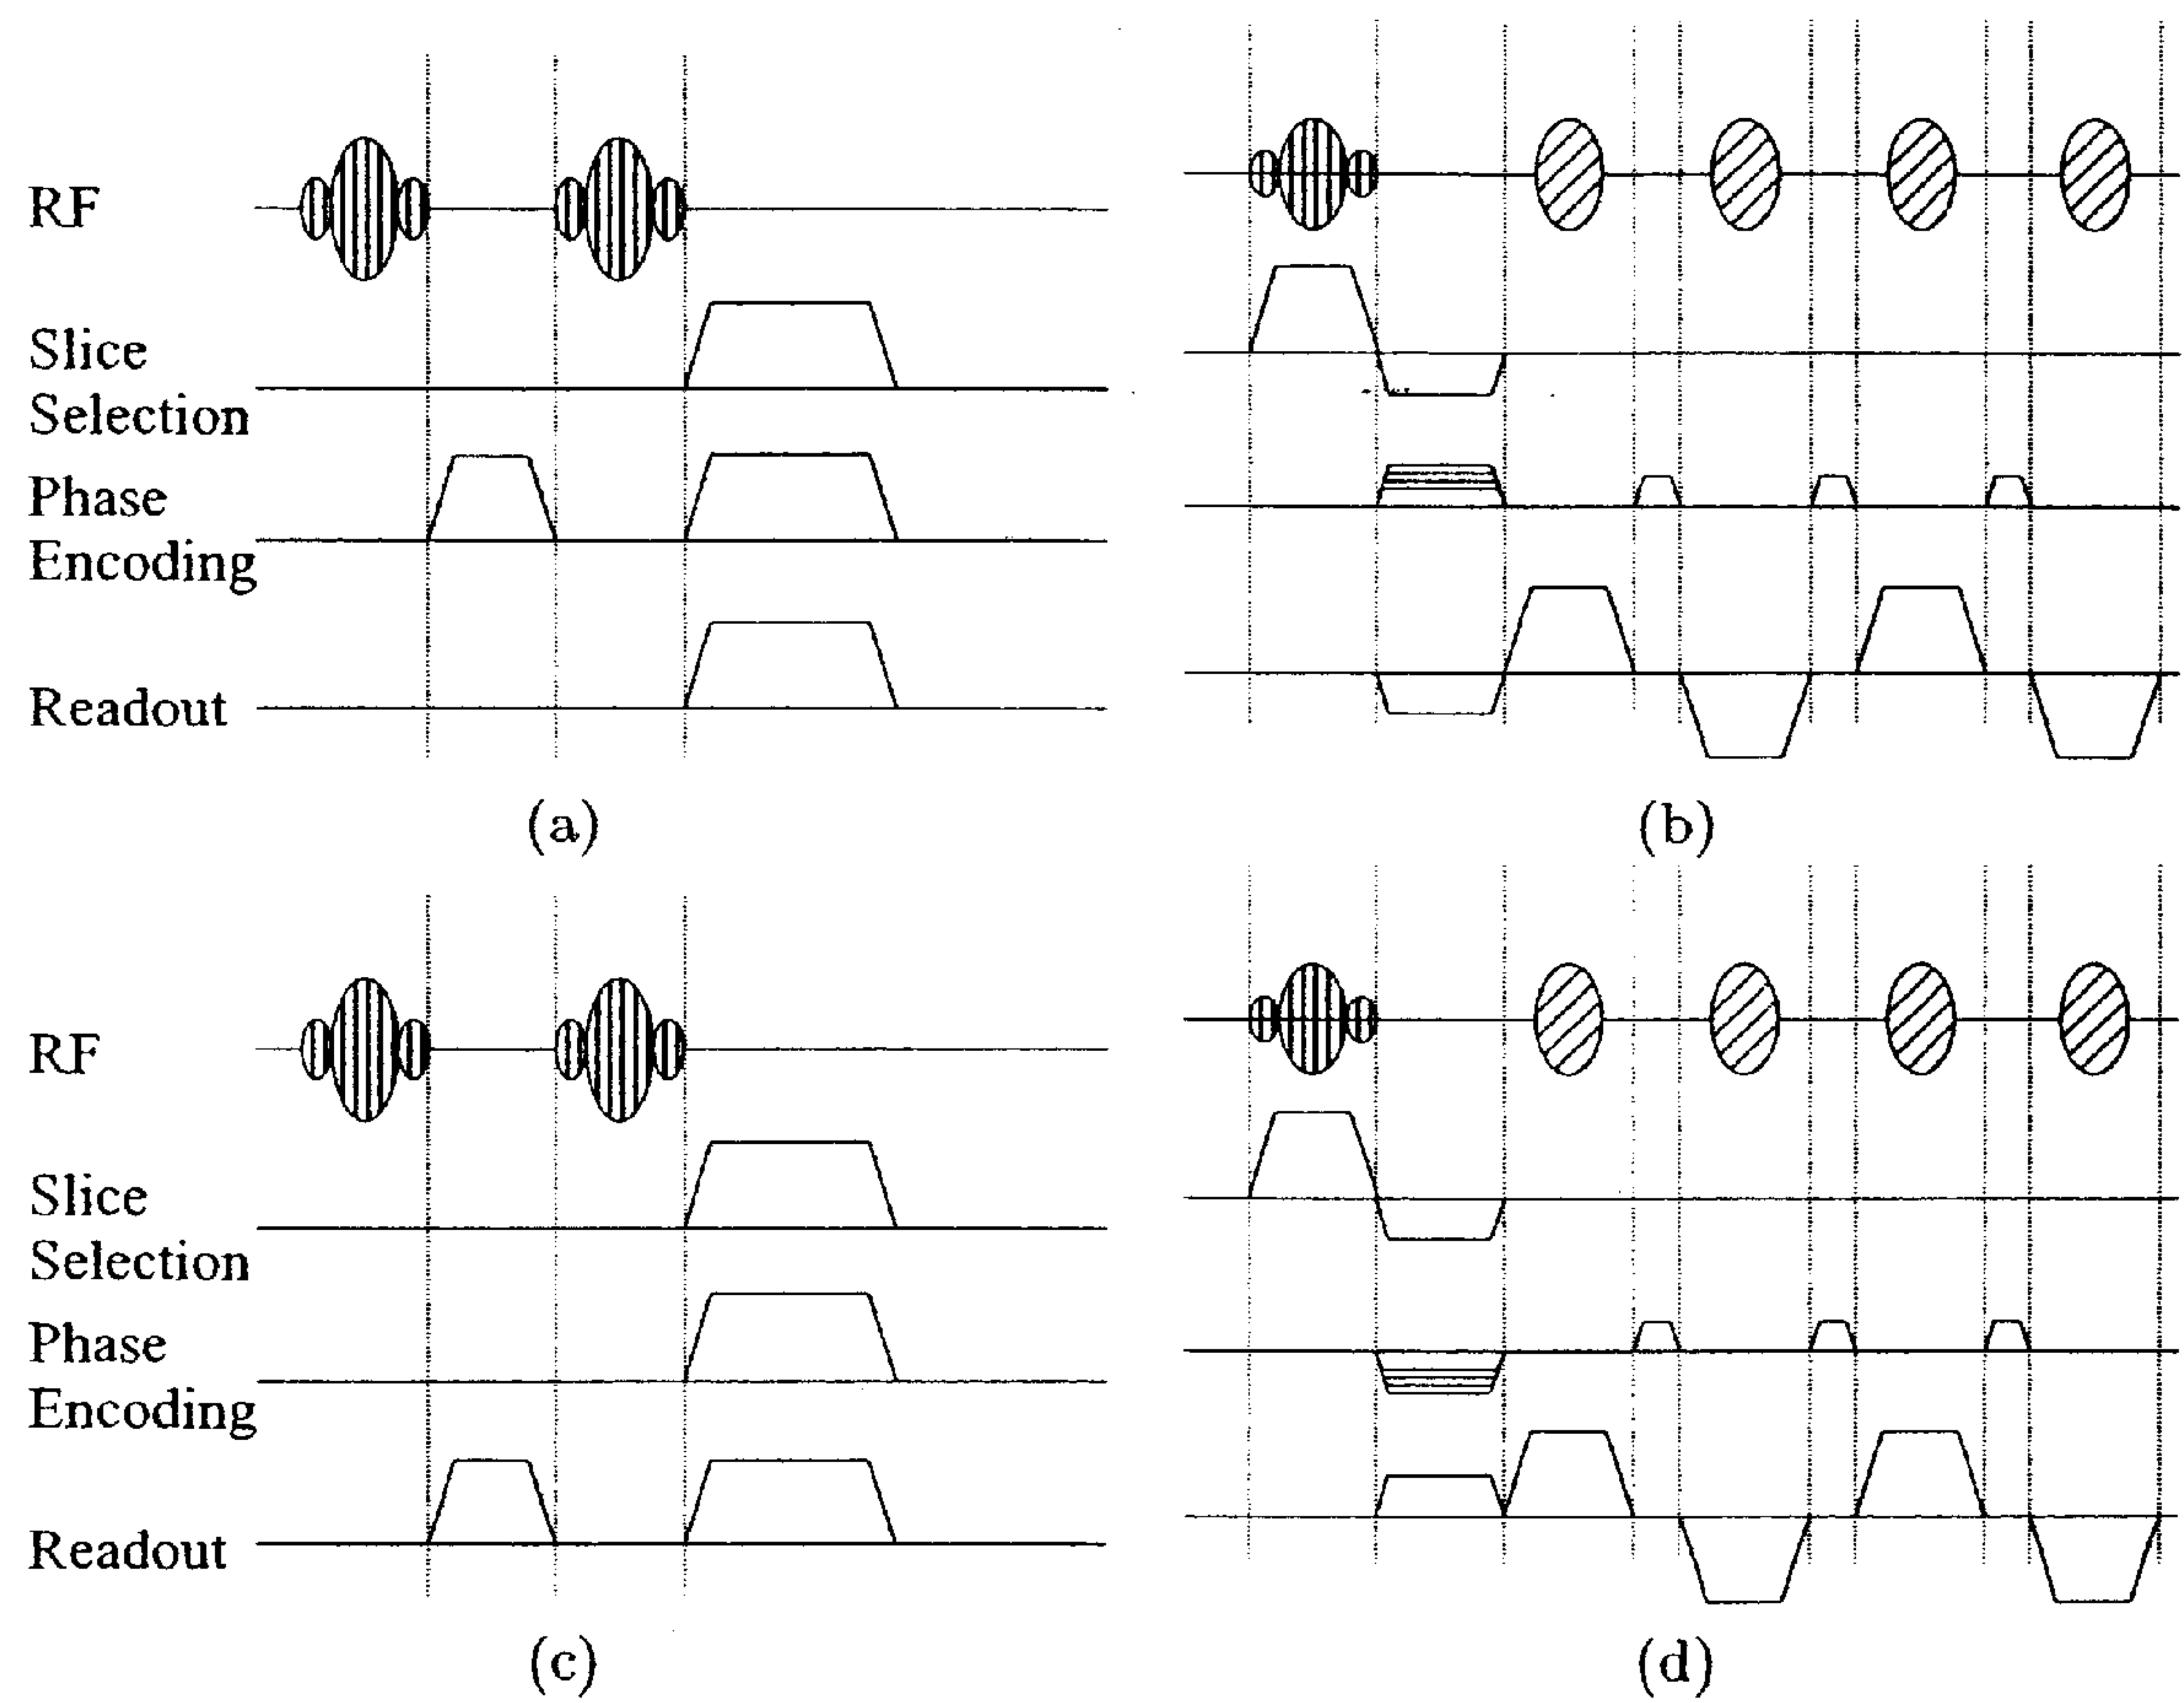 RF
Slice
Selection
Phase
Encoding
Readout
(a)
(b)
RF
Slice
Selection
Phase
Encoding
Readout
(c)
(d)